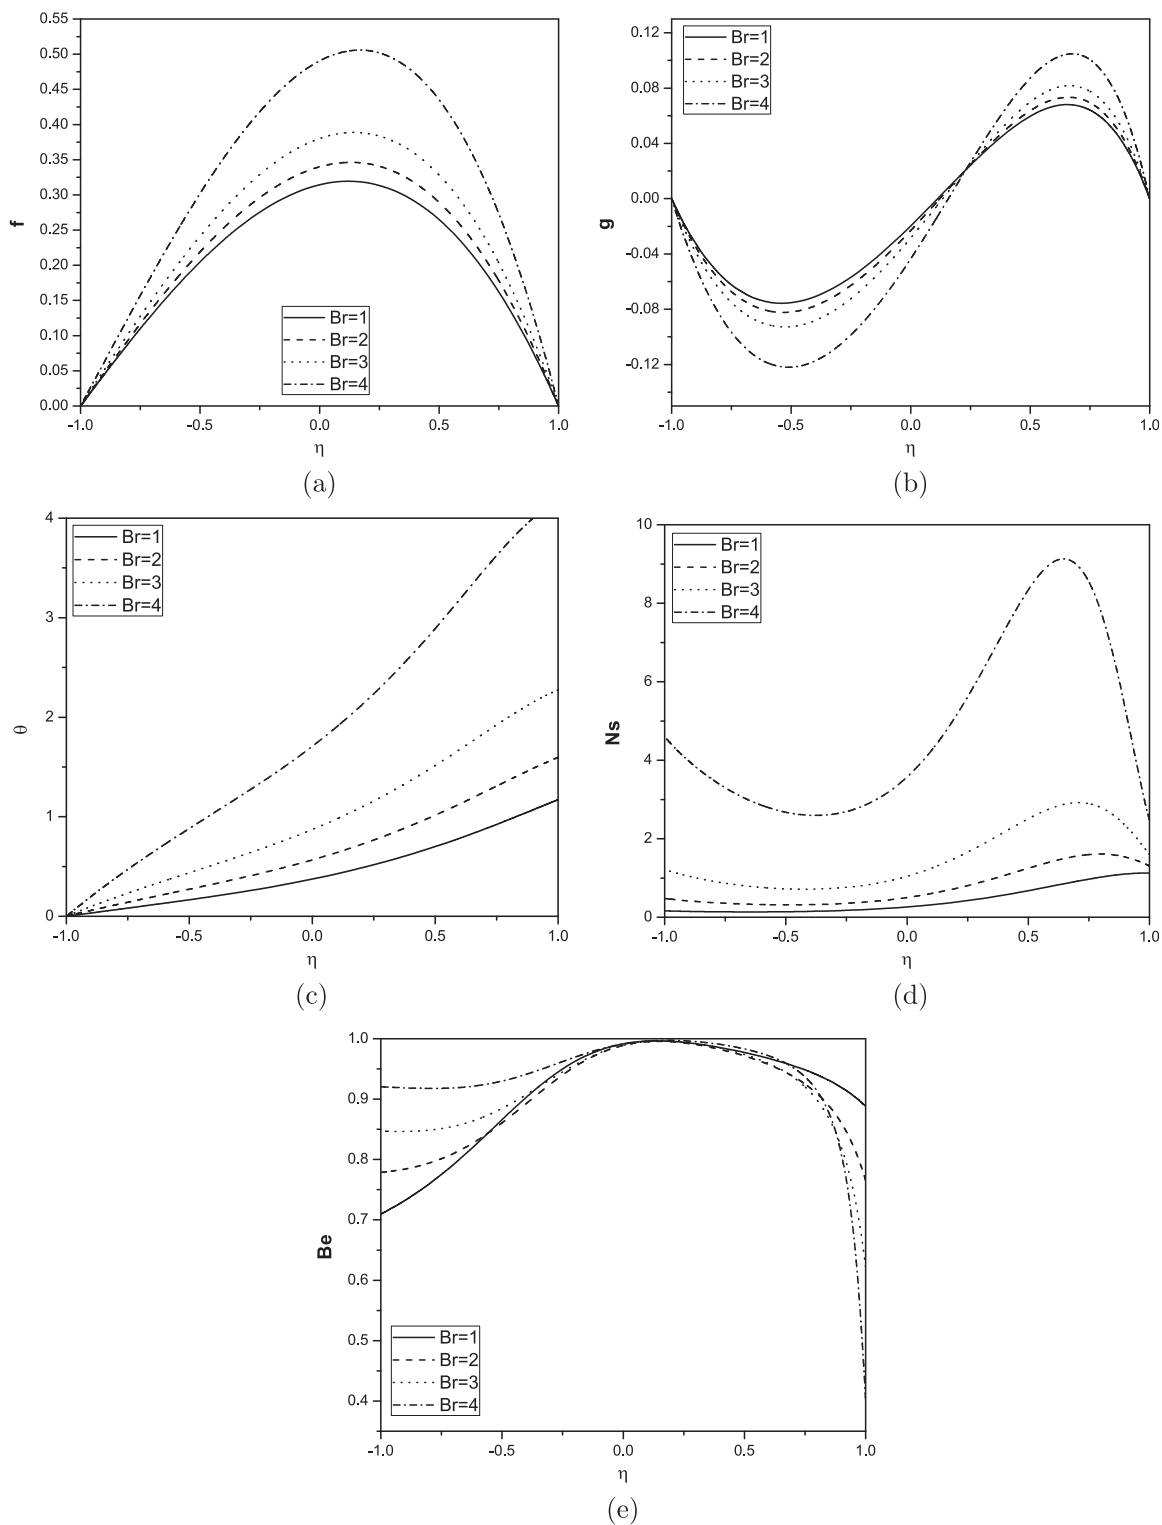 0.55
0.50
0.45
0.40
0.35
0.30
0.25
0.20
0.15
0.10
0.05
0.00
f
Br=1
Br=2
Br=3
Br=4
-1.0 -0.5 0.0 0.5 1.0
η
(a)
0.12
0.08
0.04
0.00
-0.04
-0.08
-0.12
g
Br=1
Br=2
Br=3
Br=4
-1.0 -0.5 0.0 0.5 1.0
η
(b)
4
3
2
1
0
θ
Br=1
Br=2
Br=3
Br=4
-1.0 -0.5 0.0 0.5 1.0
η
(c)
10
8
6
4
2
0
Ns
Br=1
Br=2
Br=3
Br=4
-1.0 -0.5 0.0 0.5 1.0
η
(d)
1.0
0.9
0.8
0.7
0.6
0.5
0.4
Be
Br=1
Br=2
Br=3
Br=4
-1.0 -0.5 0.0 0.5 1.0
η
(e)